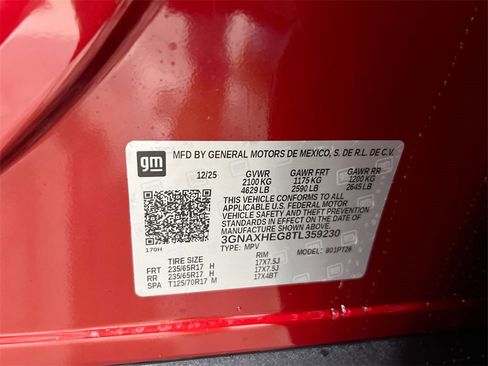 gm
MFD BY GENERAL MOTORS DE MEXICO, S. DE R.L. DE C.V.
12/25 GVWR GAWR FRT GAWR RR
2100 KG 1175 KG 1200 KG
4629 LB 2590 LB 2645 LB
THIS VEHICLE CONFORMS TO ALL APPLICABLE
U.S. FEDERAL MOTOR VEHICLE SAFETY
AND THEFT PREVENTION STANDARDS IN
EFFECT ON THE DATE OF
MANUFACTURE SHOWN ABOVE.
3GNAXHEG8TL359230
170H
TYPE: MPV MODEL:
TIRE SIZE RIM
FRT 235/65R17 H 17X7.5J
RR 235/65R17 H 17X7.5J
SPA T125/70R17 M 17X4BT